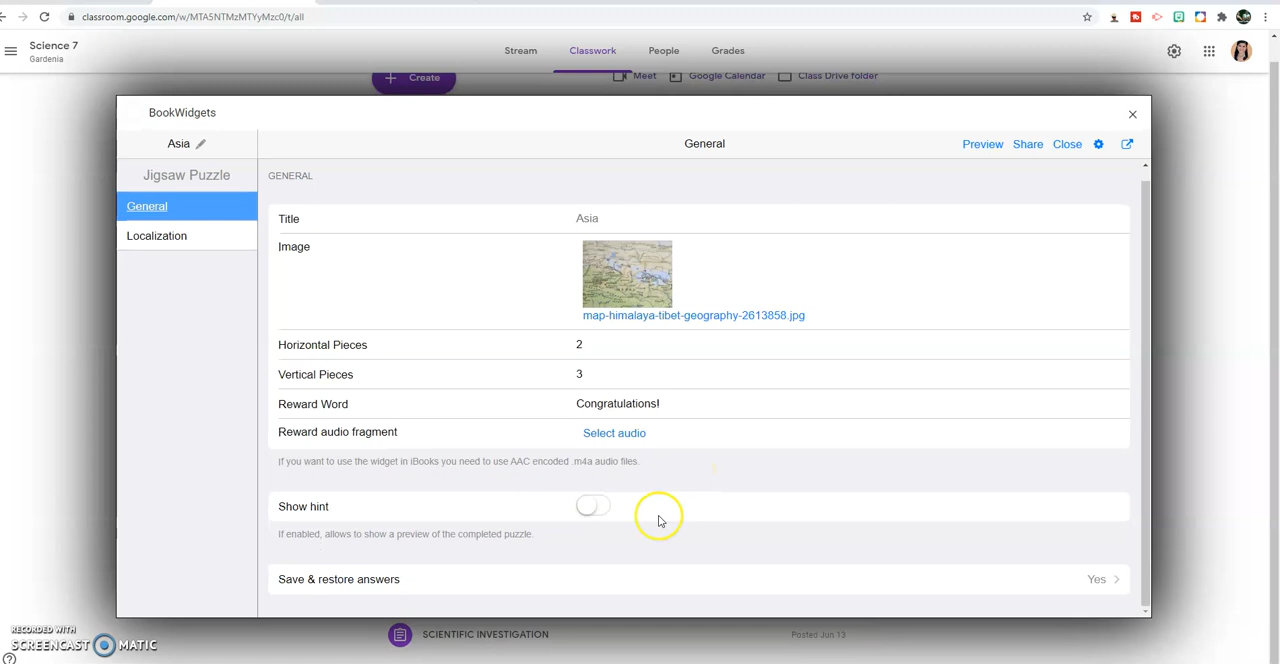 classroom.google.com/w/MTA5NTMzMTYyMzc0/t/all
Science 7
Gardenia
Stream
Classwork
People
Grades
Create
Meet
Google Calendar
Class Drive folder
BookWidgets
Asia
General
Preview
Share
Close
Jigsaw Puzzle
General
Localization
GENERAL
Title Asia
Image
map-himalaya-tibet-geography-2613858.jpg
Horizontal Pieces 2
Vertical Pieces 3
Reward Word Congratulations!
Reward audio fragment Select audio
If you want to use the widget in iBooks you need to use AAC encoded .m4a audio files.
Show hint
If enabled, allows to show a preview of the completed puzzle.
Save & restore answers Yes
SCIENTIFIC INVESTIGATION Posted Jun 13
RECORDED WITH
SCREENCAST MATIC